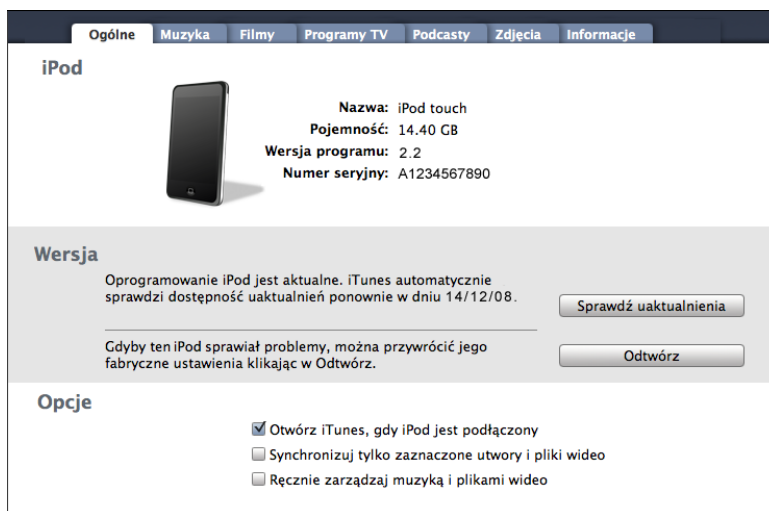 Ogólne Muzyka Filmy Programy TV Podcasty Zdjęcia Informacje
iPod
Nazwa: iPod touch
Pojemność: 14.40 GB
Wersja programu: 2.2
Numer seryjny: A1234567890
Wersja
Oprogramowanie iPod jest aktualne. iTunes automatycznie
sprawdzi dostępność uaktualnień ponownie w dniu 14/12/08.
Sprawdź uaktualnienia
Gdyby ten iPod sprawiał problemy, można przywrócić jego
fabryczne ustawienia klikając w Odtwórz.
Odtwórz
Opcje
Otwórz iTunes, gdy iPod jest podłączony
Synchronizuj tylko zaznaczone utwory i pliki wideo
Ręcznie zarządzaj muzyką i plikami wideo